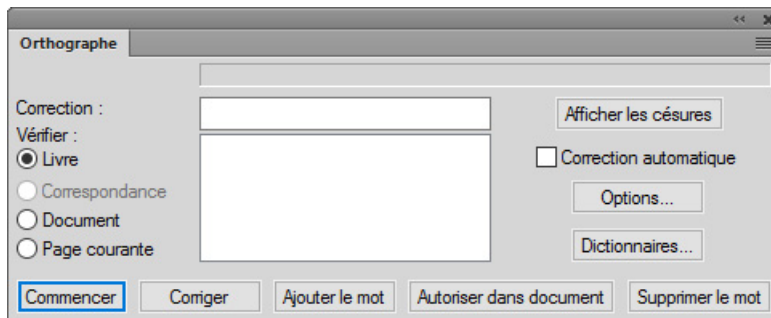 Orthographe
Correction :
Afficher les césures
Vérifier :
Livre
Correction automatique
Correspondance
Options...
Document
Page courante
Dictionnaires...
Commencer
Corriger
Ajouter le mot
Autoriser dans document
Supprimer le mot